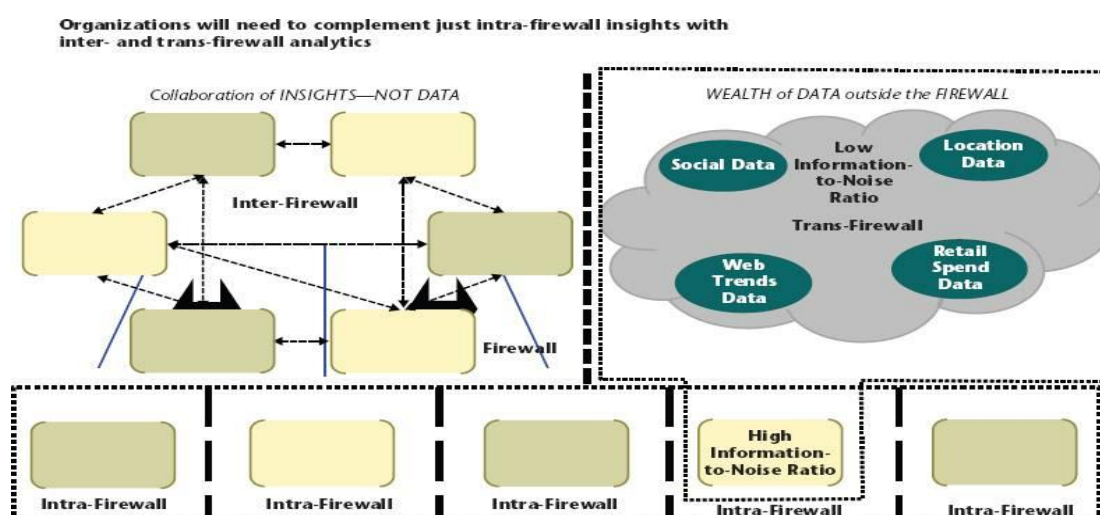 Organizations will need to complement just intra-firewall insights with
inter- and trans-firewall analytics
Collaboration of INSIGHTS—NOT DATA
Inter-Firewall
Firewall
WEALTH of DATA outside the FIREWALL
Social Data
Low
Information-
to-Noise
Ratio
Location
Data
Trans-Firewall
Web
Trends
Data
Retail
Spend
Data
Intra-Firewall
Intra-Firewall
Intra-Firewall
High
Information-
to-Noise Ratio
Intra-Firewall
Intra-Firewall